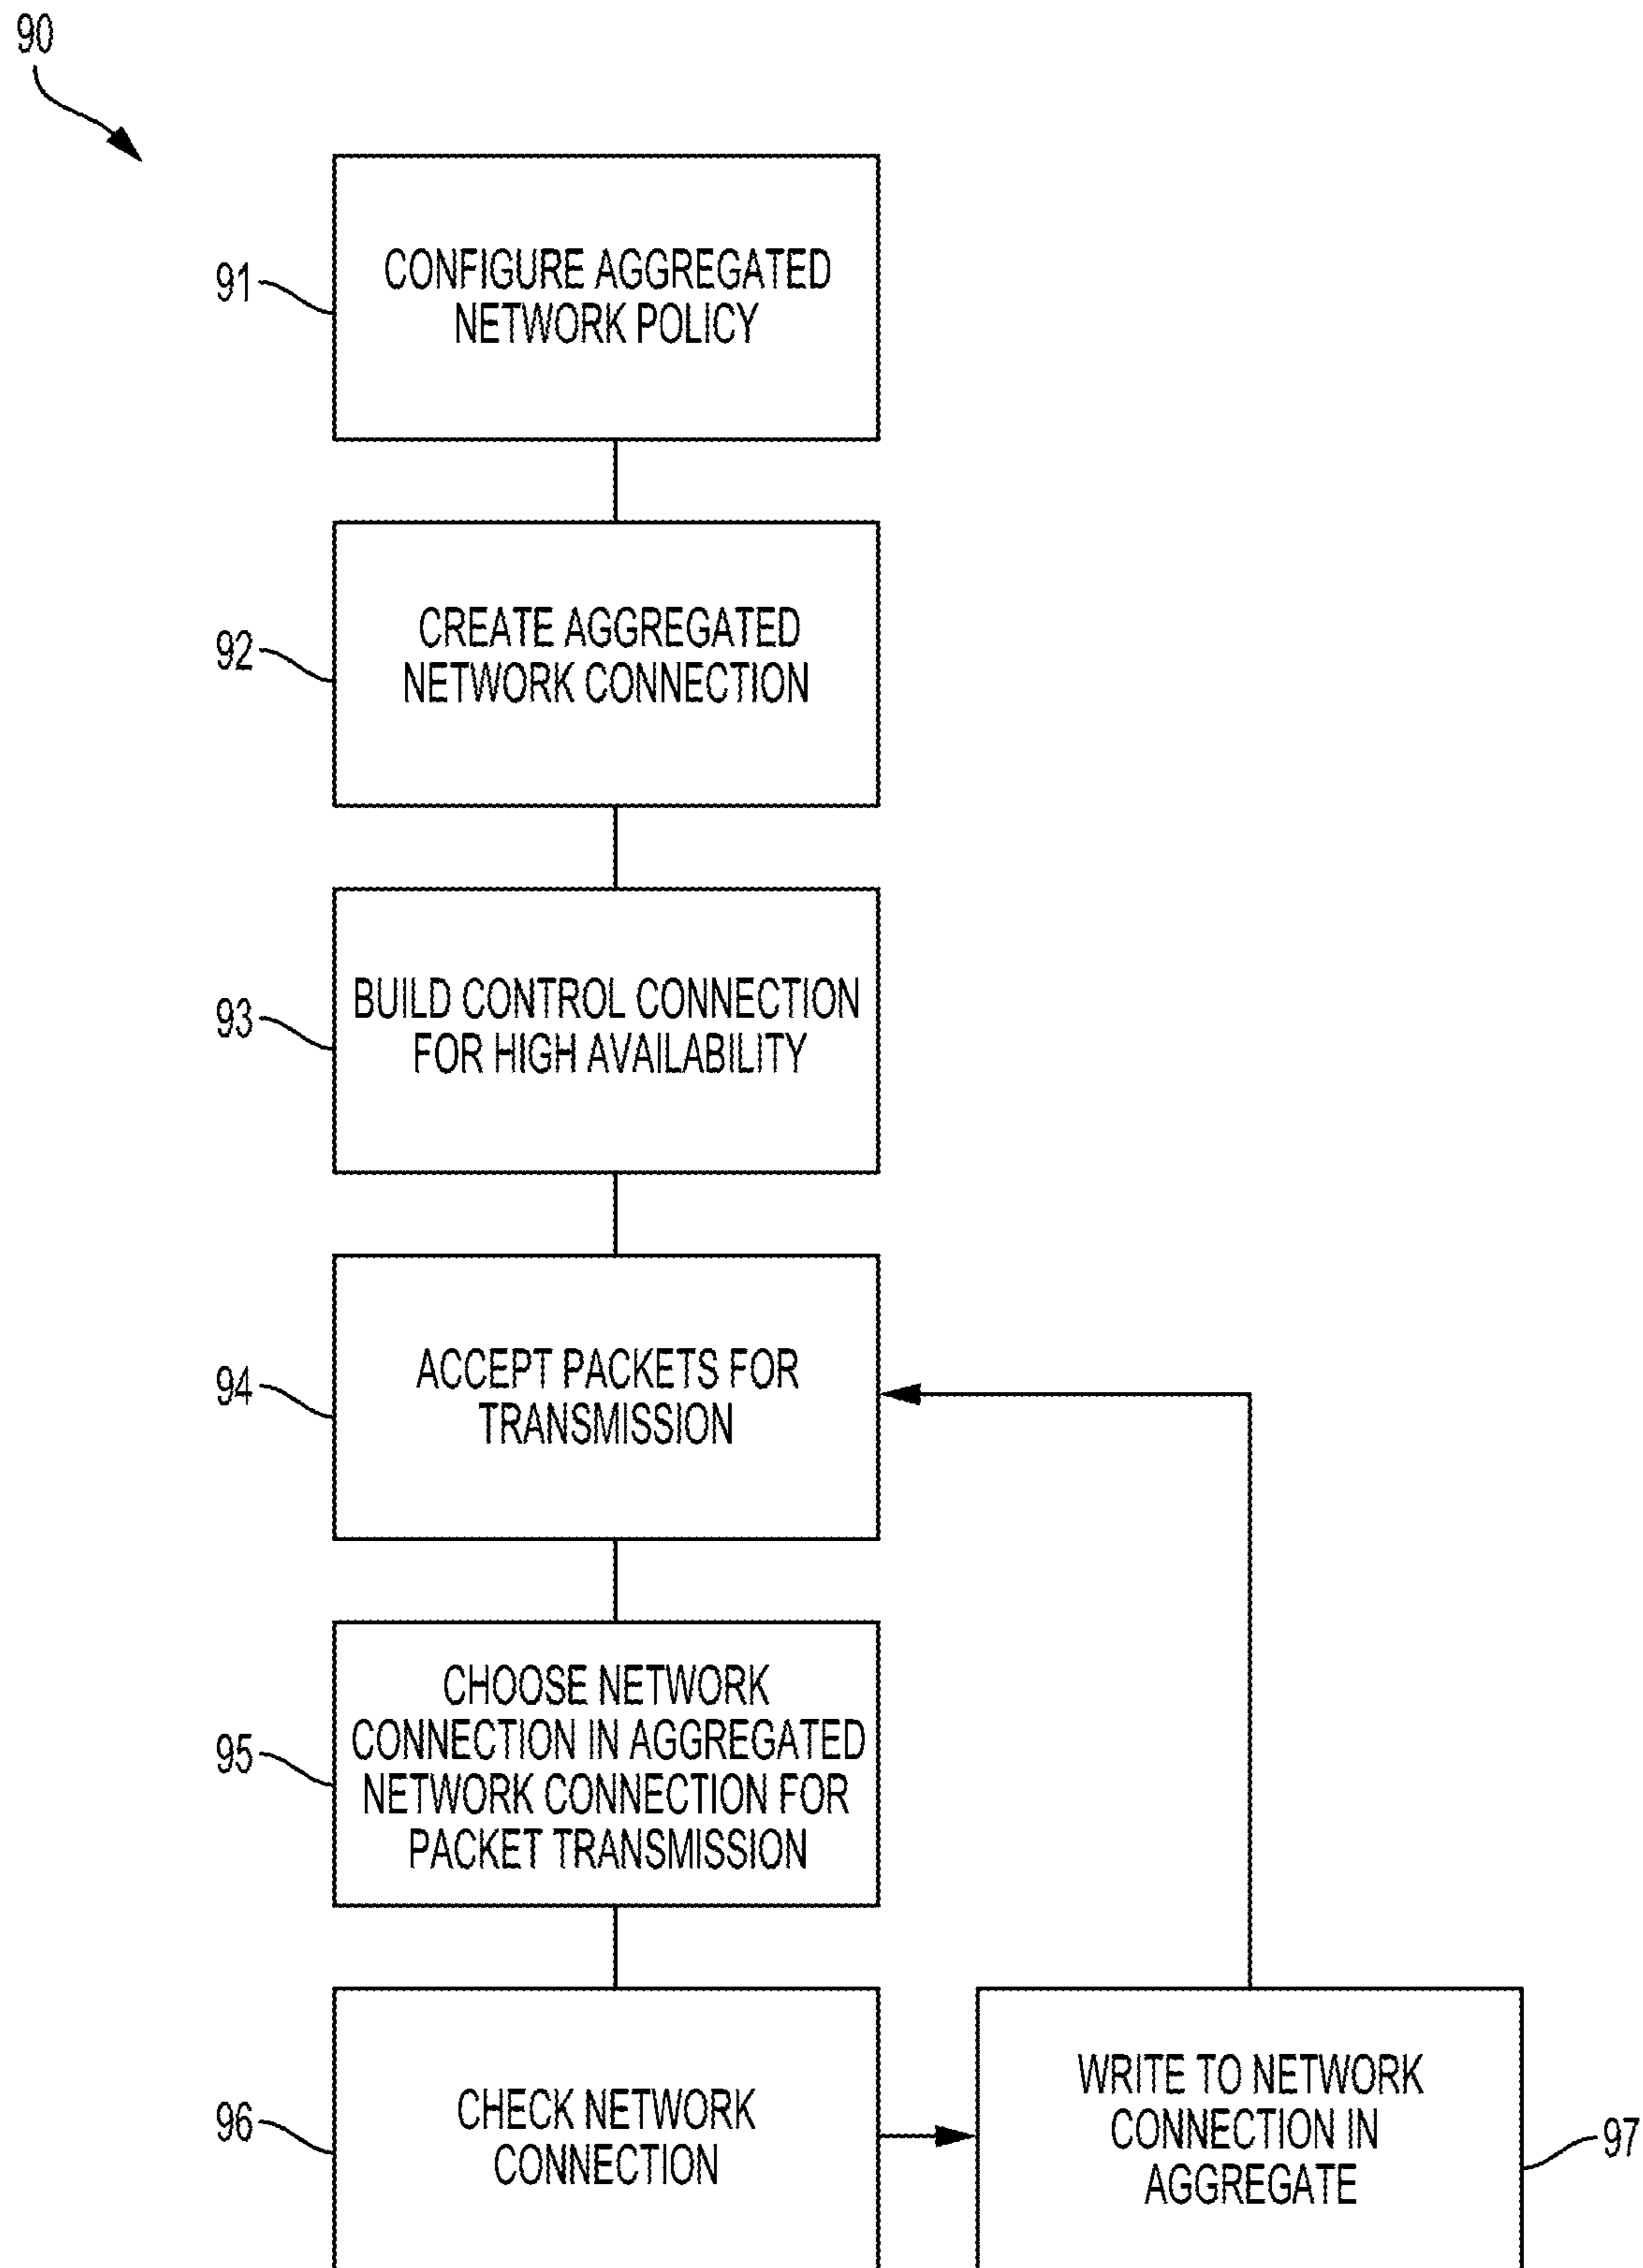 90
91
CONFIGURE AGGREGATED
NETWORK POLICY
92
CREATE AGGREGATED
NETWORK CONNECTION
93
BUILD CONTROL CONNECTION
FOR HIGH AVAILABILITY
94
ACCEPT PACKETS FOR
TRANSMISSION
95
CHOOSE NETWORK
CONNECTION IN AGGREGATED
NETWORK CONNECTION FOR
PACKET TRANSMISSION
96
CHECK NETWORK
CONNECTION
WRITE TO NETWORK
CONNECTION IN
AGGREGATE
97